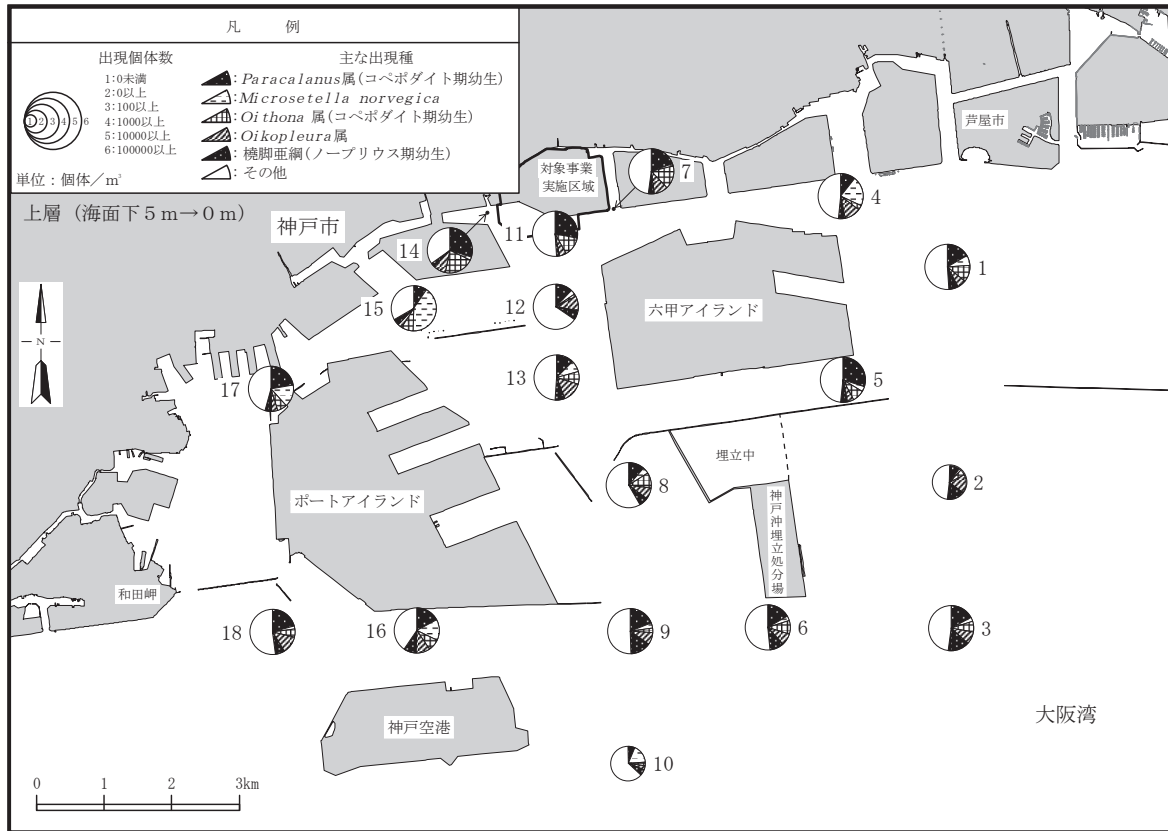 凡　例
出現個体数
1:0未満
2:0以上
3:100以上
4:1000以上
5:10000以上
6:100000以上
1 2 3 4 5 6
単位：個体／m³
主な出現種
：Paracalanus属(コペポダイト期幼生)
：Microsetella norvegica
：Oithona 属(コペポダイト期幼生)
：Oikopleura属
：橈脚亜綱(ノープリウス期幼生)
：その他
上層（海面下５ｍ→０ｍ）
神戸市
対象事業
実施区域
芦屋市
7
4
14
11
1
15
12
六甲アイランド
N
17
13
5
埋立中
8
2
ポートアイランド
神戸沖埋立処分場
和田岬
18
16
9
6
3
神戸空港
大阪湾
10
0 1 2 3km